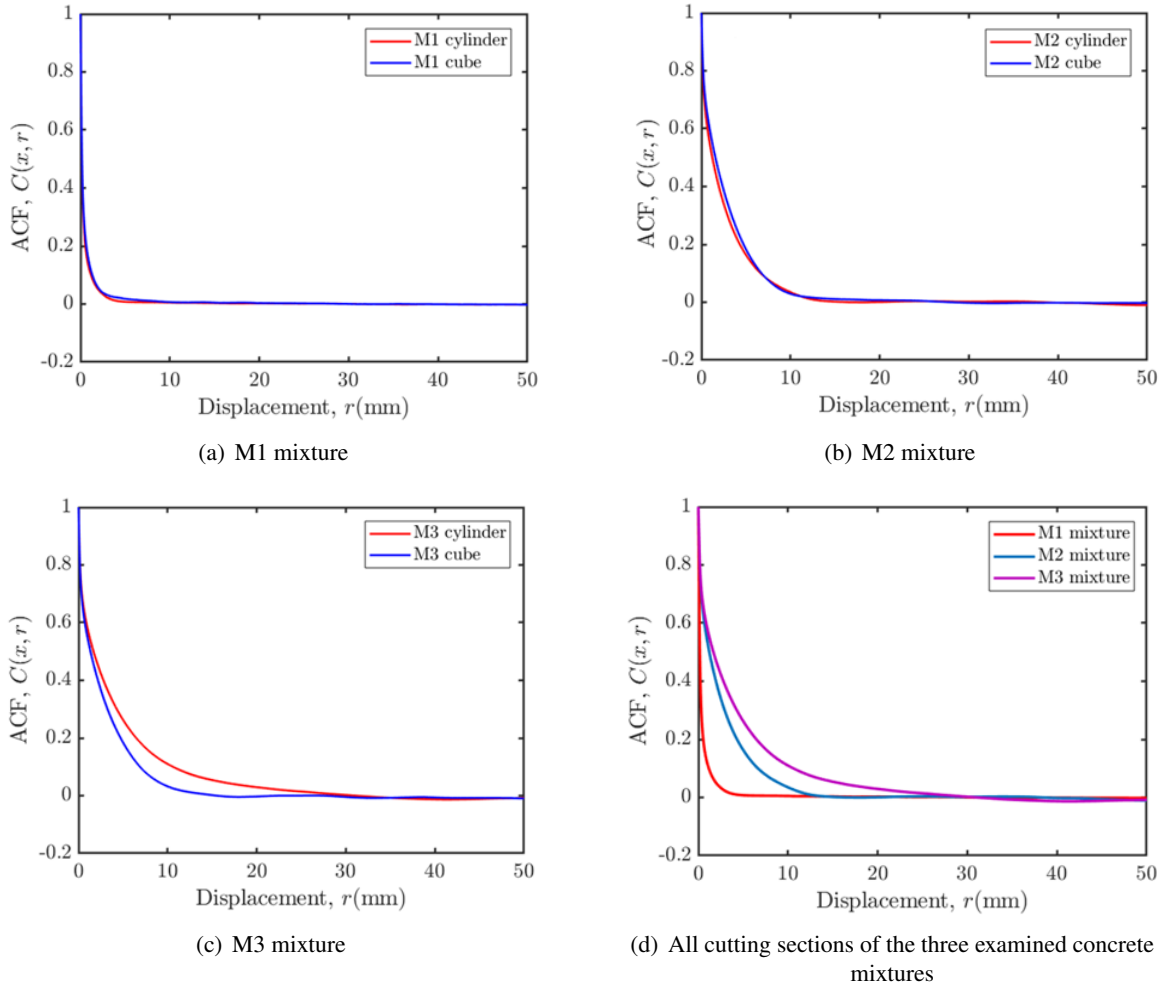 1
0.8
0.6
0.4
0.2
0
-0.2
ACF, C(x, r)
M1 cylinder
M1 cube
0 10 20 30 40 50
Displacement, r(mm)
(a) M1 mixture
1
0.8
0.6
0.4
0.2
0
-0.2
ACF, C(x, r)
M2 cylinder
M2 cube
0 10 20 30 40 50
Displacement, r(mm)
(b) M2 mixture
1
0.8
0.6
0.4
0.2
0
-0.2
ACF, C(x, r)
M3 cylinder
M3 cube
0 10 20 30 40 50
Displacement, r(mm)
(c) M3 mixture
1
0.8
0.6
0.4
0.2
0
-0.2
ACF, C(x, r)
M1 mixture
M2 mixture
M3 mixture
0 10 20 30 40 50
Displacement, r(mm)
(d) All cutting sections of the three examined concrete
mixtures